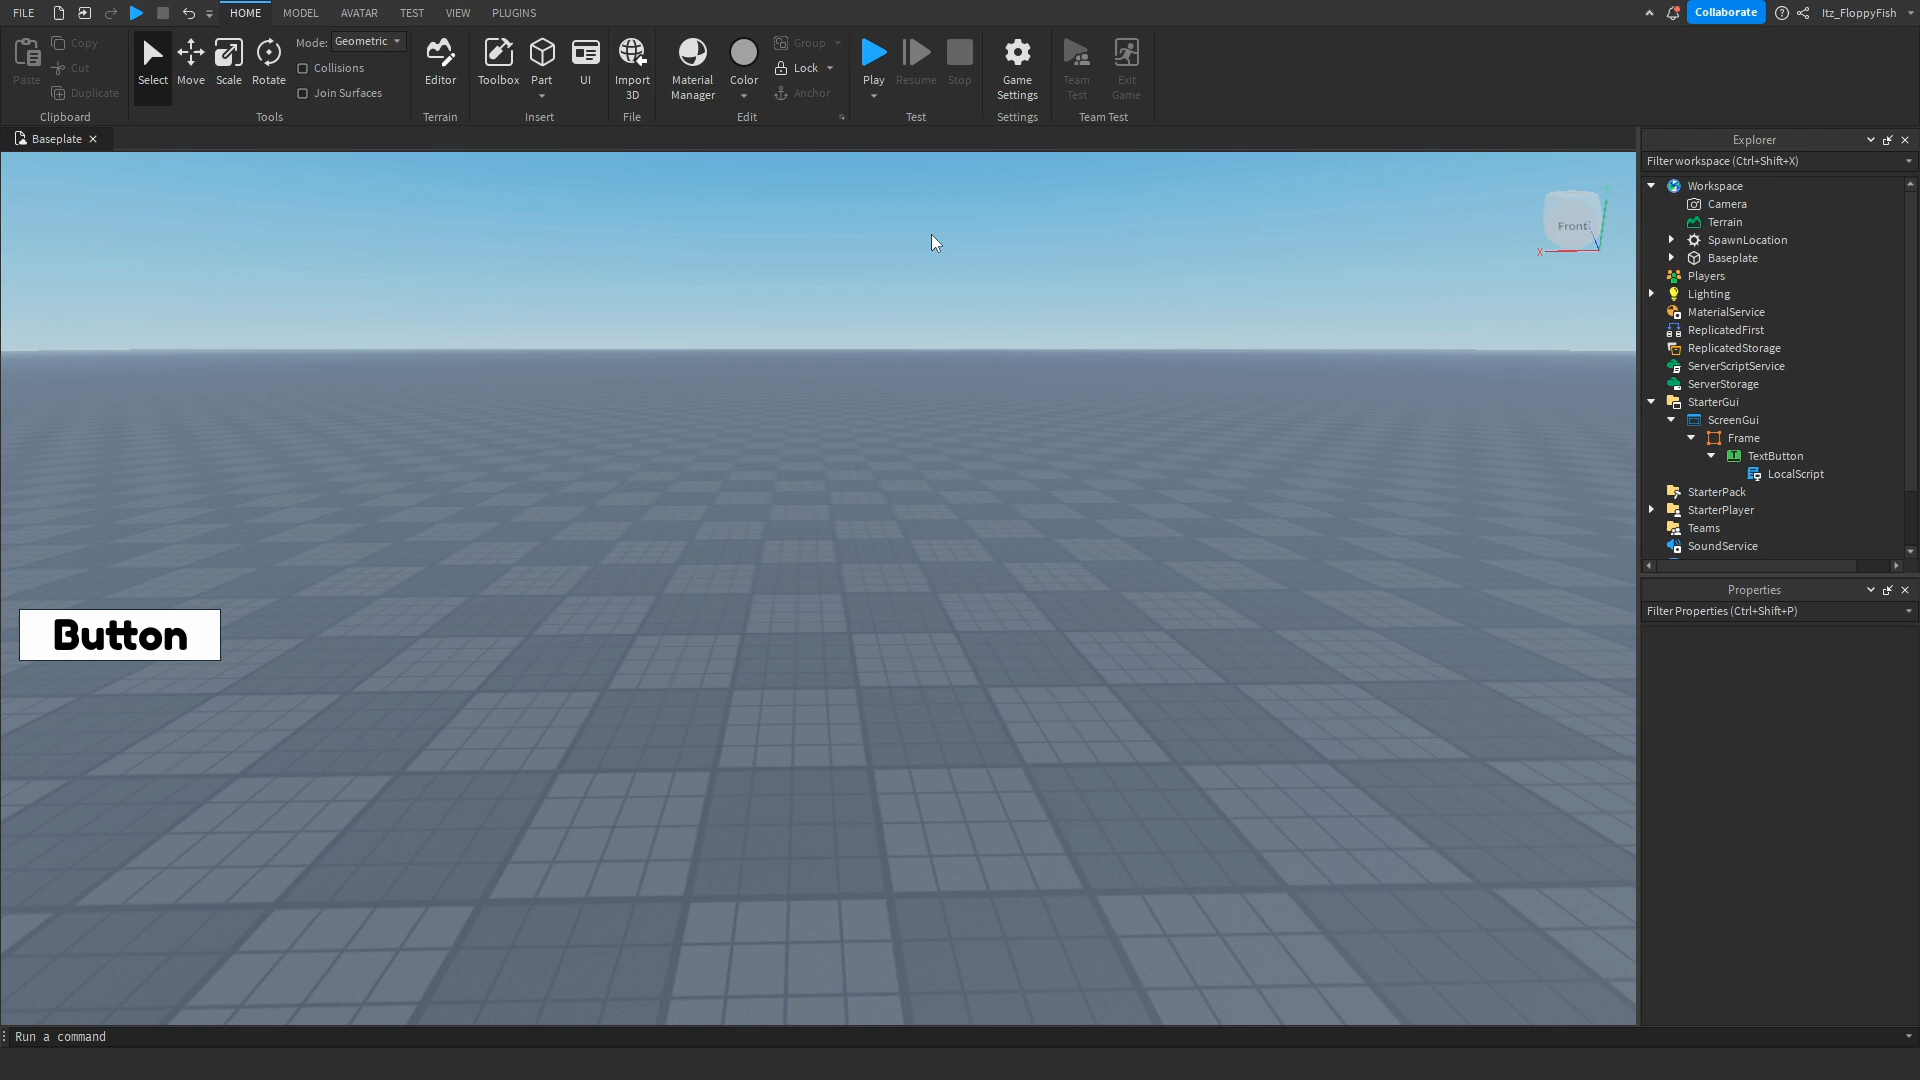 FILE HOME MODEL AVATAR TEST VIEW PLUGINS Collaborate Itz_FloppyFish
Paste
Copy
Cut
Duplicate
Clipboard
Select
Move
Scale
Rotate
Mode: Geometric
Collisions
Join Surfaces
Tools
Editor
Terrain
Toolbox
Part
UI
Insert
Import
3D
File
Material
Manager
Color
Group
Lock
Anchor
Edit
Play
Resume
Stop
Test
Game
Settings
Settings
Team
Test
Exit
Game
Team Test
Baseplate
Front
X
Button
Explorer
Filter workspace (Ctrl+Shift+X)
Workspace
Camera
Terrain
SpawnLocation
Baseplate
Players
Lighting
MaterialService
ReplicatedFirst
ReplicatedStorage
ServerScriptService
ServerStorage
StarterGui
ScreenGui
Frame
TextButton
LocalScript
StarterPack
StarterPlayer
Teams
SoundService
Properties
Filter Properties (Ctrl+Shift+P)
Run a command